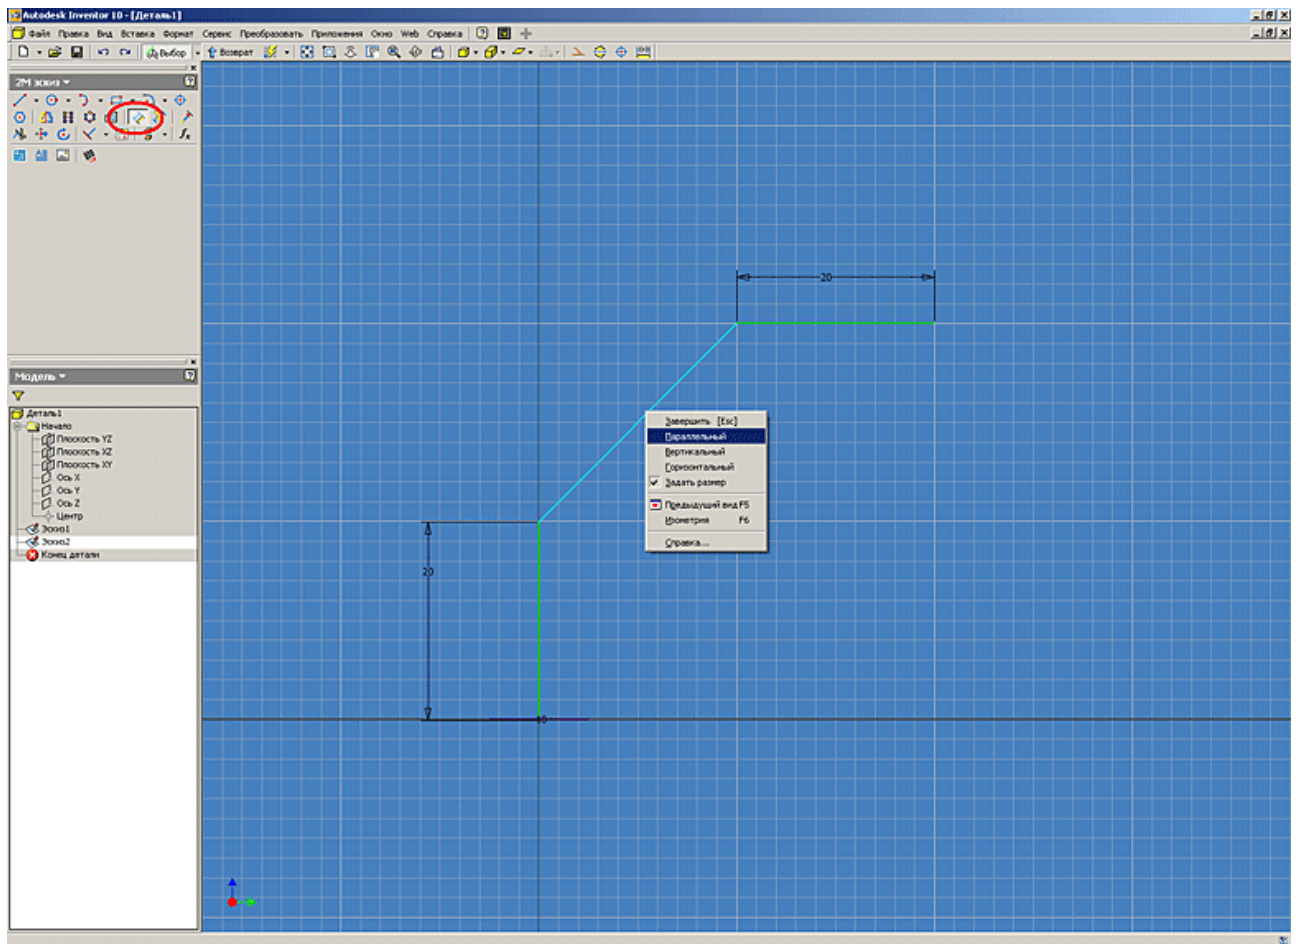 Autodesk Inventor 10 - [Деталь1]
Файл Правка Вид Вставка Формат Сервис Преобразовать Приложения Окно Web Справка
Выбор Возврат
2М эскиз
20
Завершить [Esc]
Параллельный
Вертикальный
Горизонтальный
Задать размер
Предыдущий вид F5
Изометрия F6
Справка...
20
Модель
Деталь1
Начало
Плоскость YZ
Плоскость XZ
Плоскость XY
Ось X
Ось Y
Ось Z
Центр
Эскиз1
Эскиз2
Конец детали